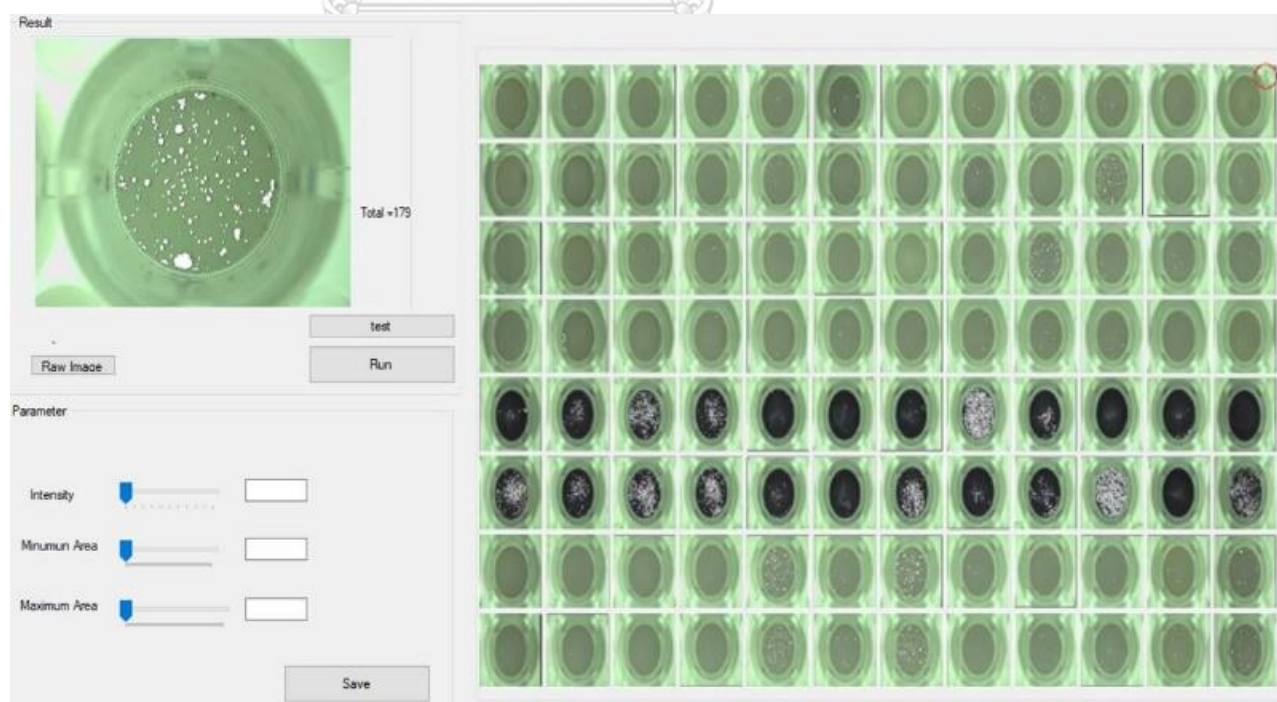 Result
Total =179
test
Raw Image
Run
Parameter
Intensity
Minumun Area
Maximum Area
Save